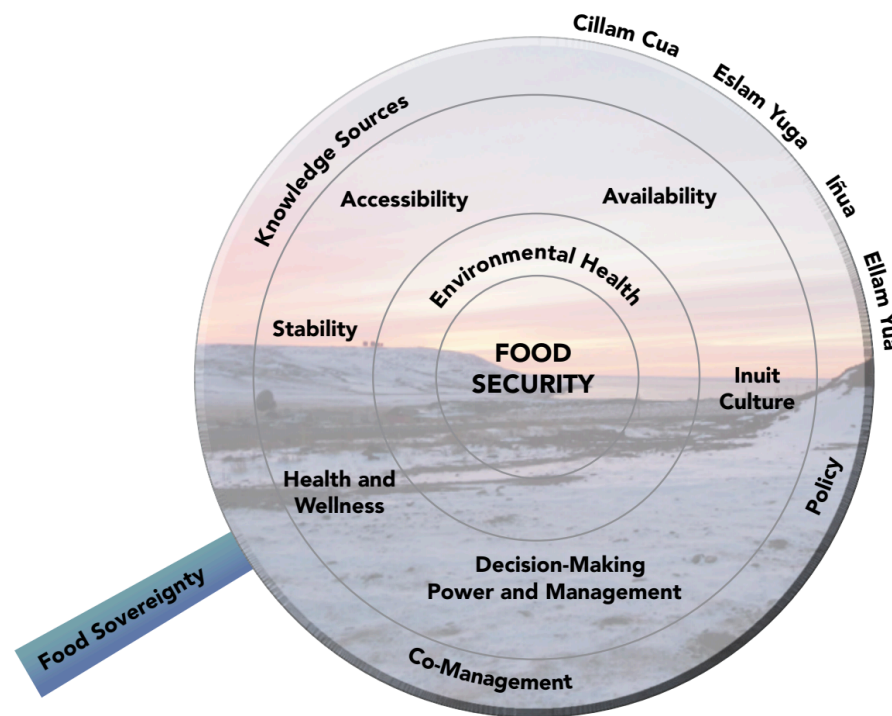 Cillam Cua
Eslam Yuga
Iñua
Ellam Yua
Knowledge Sources
Accessibility
Availability
Environmental Health
Stability
FOOD
SECURITY
Inuit
Culture
Health and
Wellness
Policy
Decision-Making
Power and Management
Food Sovereignty
Co-Management